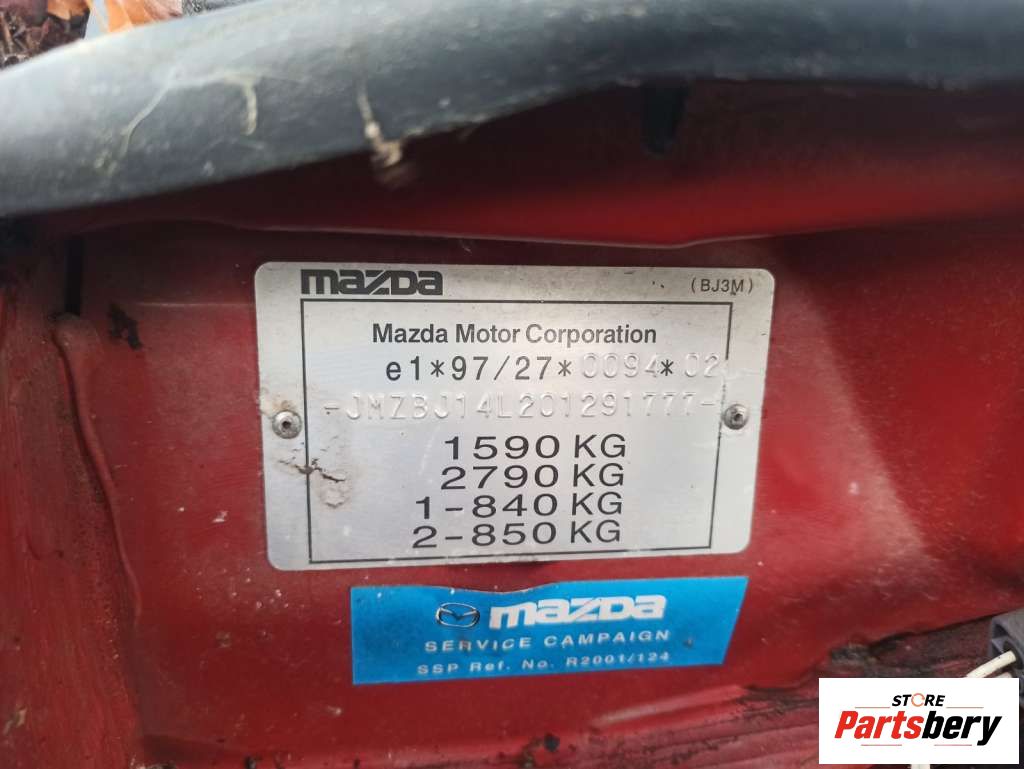 mazda (BJ3M)
Mazda Motor Corporation
e1*97/27*0094*02
-JMZBJ14L201291777-
1590 KG
2790 KG
1-840 KG
2-850 KG
mazda
SERVICE CAMPAIGN
SSP Ref. No. R2001/124
STORE
Partsbery